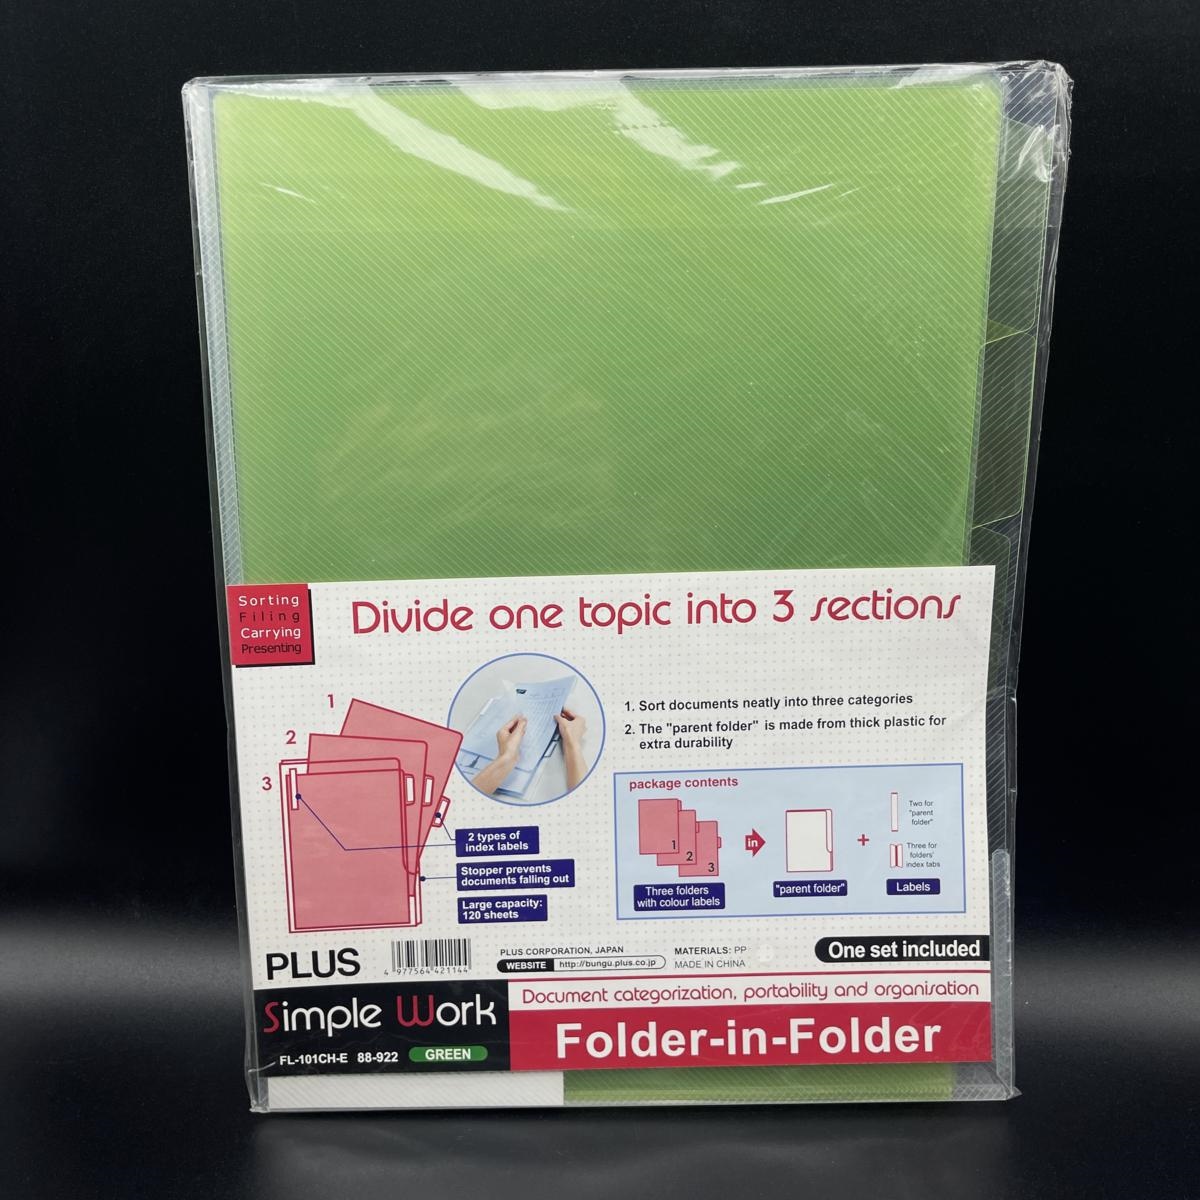 Sorting
Filing
Carrying
Presenting
Divide one topic into 3 sections
1
2
3
1. Sort documents neatly into three categories
2. The "parent folder" is made from thick plastic for
extra durability
2 types of
index labels
Stopper prevents
documents falling out
Large capacity:
120 sheets
package contents
1
2
3
in
+
Two for
"parent
folder"
Three for
folders'
index tabs
Three folders
with colour labels
"parent folder"
Labels
PLUS
4 977564 421144
PLUS CORPORATION, JAPAN
WEBSITE http://bungu.plus.co.jp
MATERIALS: PP
MADE IN CHINA
One set included
Simple Work
FL-101CH-E 88-922 GREEN
Document categorization, portability and organisation
Folder-in-Folder